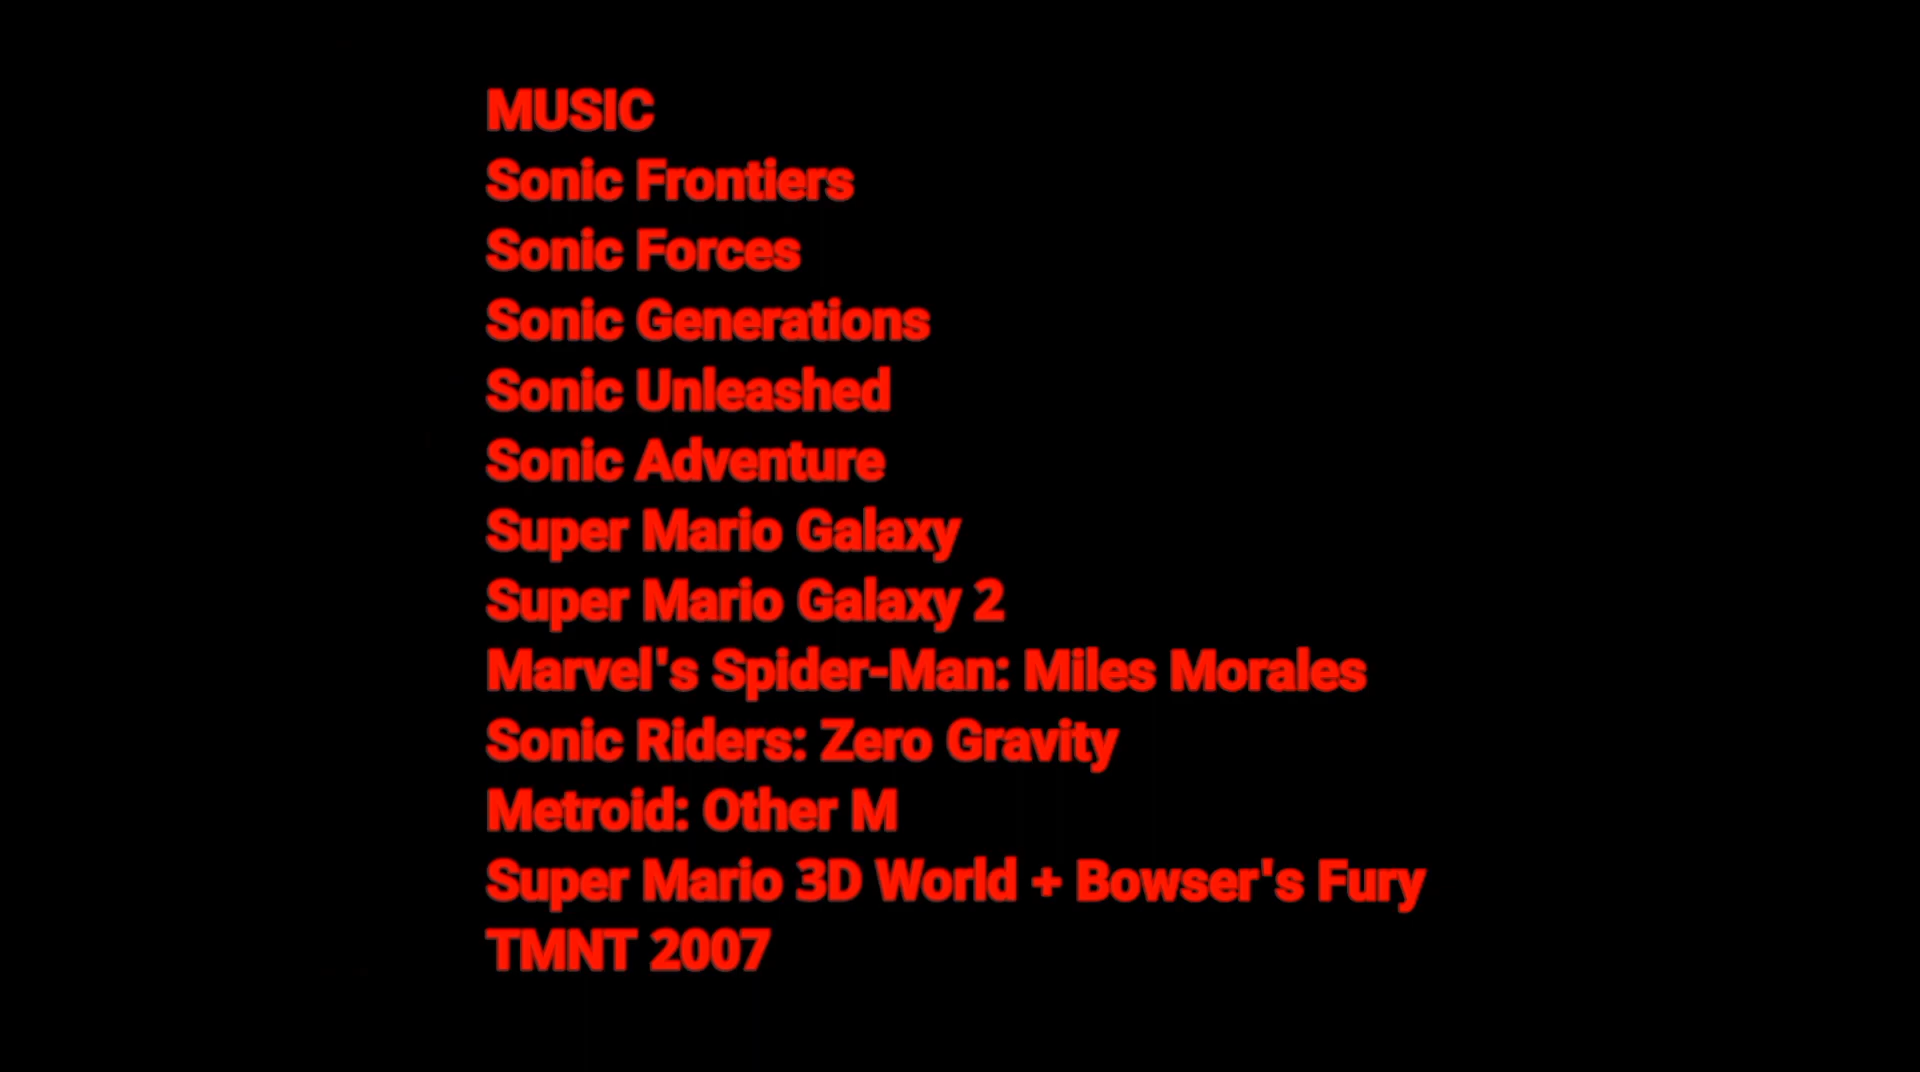 MUSIC
Sonic Frontiers
Sonic Forces
Sonic Generations
Sonic Unleashed
Sonic Adventure
Super Mario Galaxy
Super Mario Galaxy 2
Marvel's Spider-Man: Miles Morales
Sonic Riders: Zero Gravity
Metroid: Other M
Super Mario 3D World + Bowser's Fury
TMNT 2007